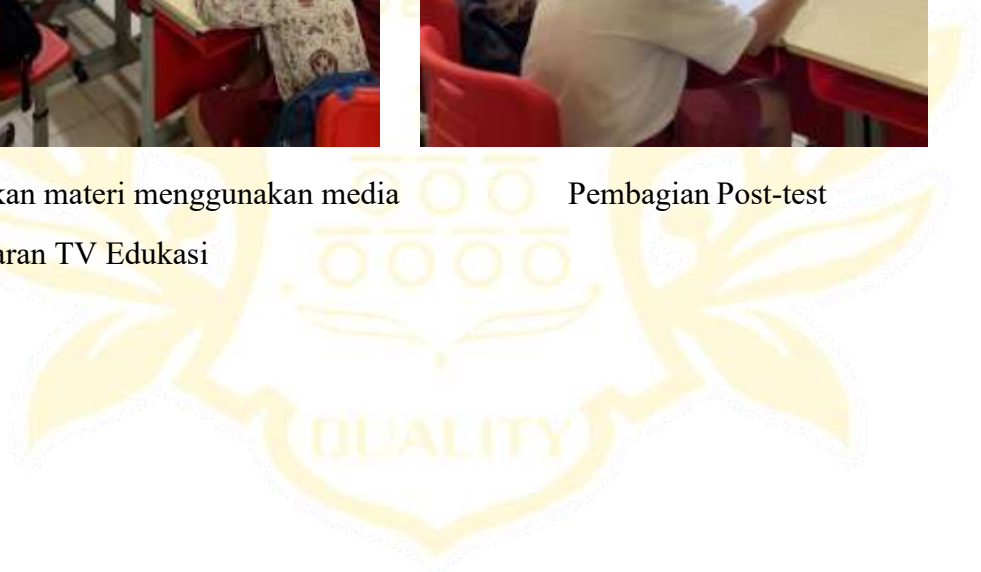 kan materi menggunakan media
aran TV Edukasi
Pembagian Post-test
QUALITY